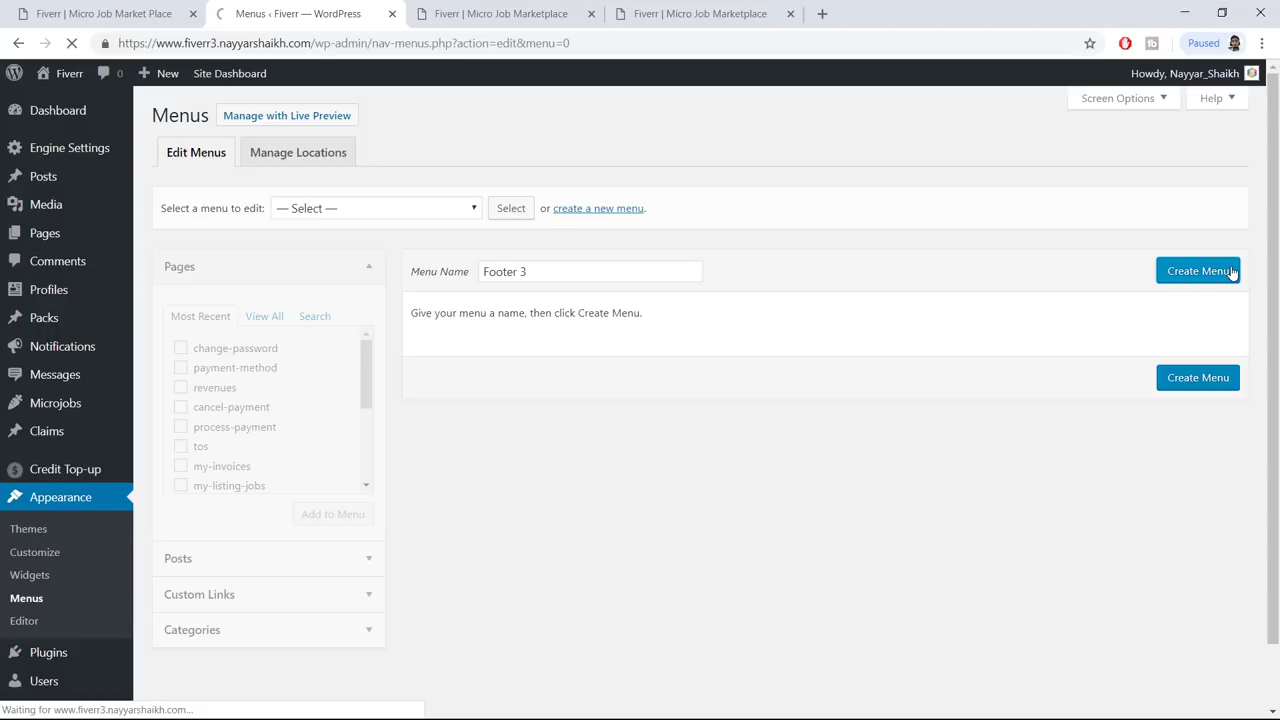 Fiverr | Micro Job Market Place
Menus ‹ Fiverr — WordPress
Fiverr | Micro Job Marketplace
Fiverr | Micro Job Marketplace
https://www.fiverr3.nayyarshaikh.com/wp-admin/nav-menus.php?action=edit&menu=0
Paused
Fiverr
0
New
Site Dashboard
Howdy, Nayyar_Shaikh
Dashboard
Engine Settings
Posts
Media
Pages
Comments
Profiles
Packs
Notifications
Messages
Microjobs
Claims
Credit Top-up
Appearance
Themes
Customize
Widgets
Menus
Editor
Plugins
Users
Screen Options
Help
Menus
Manage with Live Preview
Edit Menus
Manage Locations
Select a menu to edit:
— Select —
Select
or create a new menu.
Pages
Most Recent
View All
Search
change-password
payment-method
revenues
cancel-payment
process-payment
tos
my-invoices
my-listing-jobs
Add to Menu
Posts
Custom Links
Categories
Menu Name
Footer 3
Create Menu
Give your menu a name, then click Create Menu.
Create Menu
Waiting for www.fiverr3.nayyarshaikh.com...